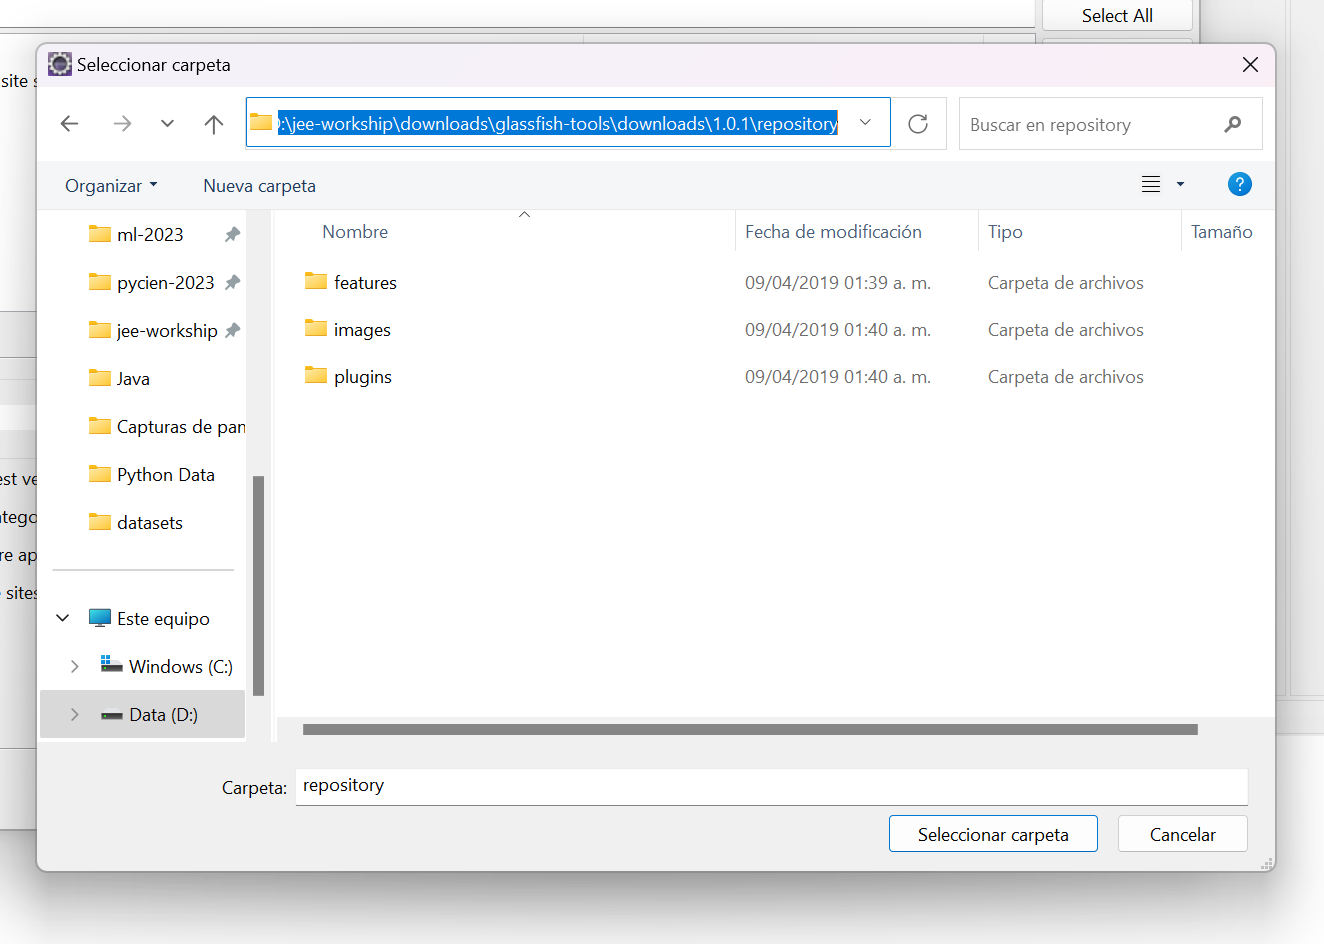 Select All
site
Seleccionar carpeta
:\jee-workship\downloads\glassfish-tools\downloads\1.0.1\repository
Buscar en repository
Organizar
Nueva carpeta
?
Nombre
Fecha de modificación
Tipo
Tamaño
ml-2023
pycien-2023
jee-workship
Java
Capturas de pan
Python Data
datasets
features
09/04/2019 01:39 a. m.
Carpeta de archivos
images
09/04/2019 01:40 a. m.
Carpeta de archivos
plugins
09/04/2019 01:40 a. m.
Carpeta de archivos
est ve
atego
re ap
sites
Este equipo
Windows (C:)
Data (D:)
Carpeta:
repository
Seleccionar carpeta
Cancelar